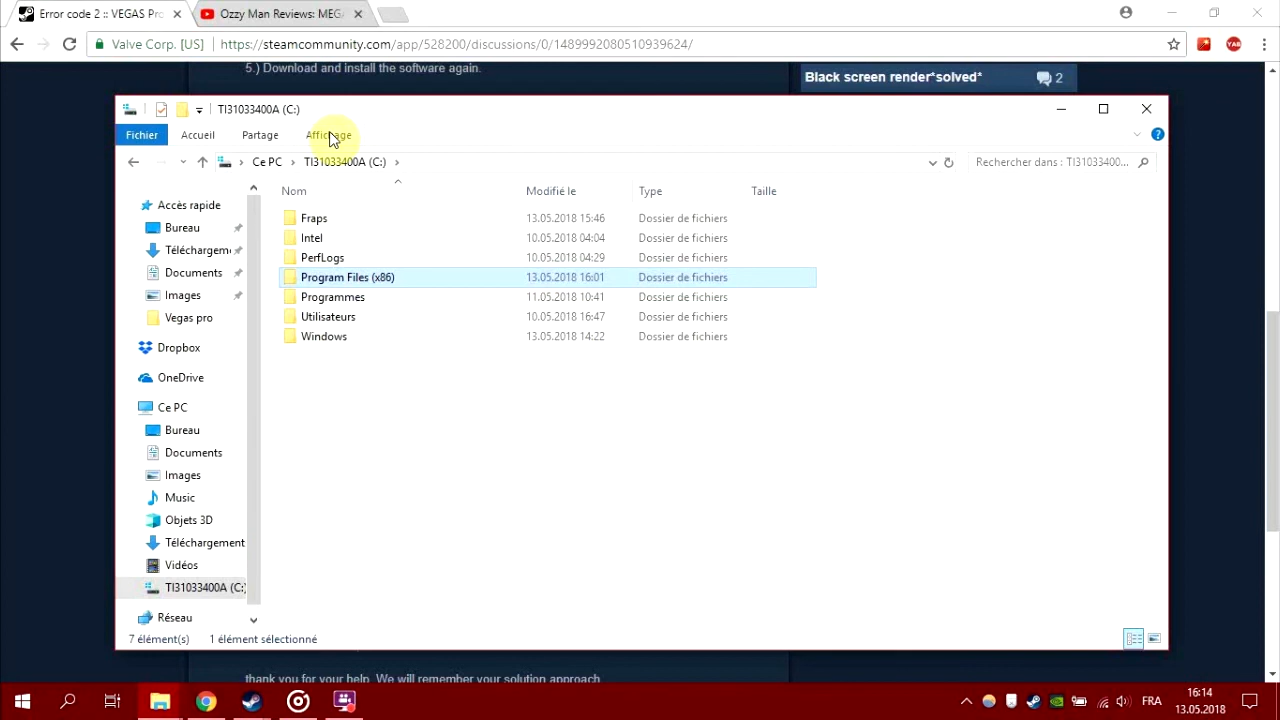 Error code 2 :: VEGAS Pro
Ozzy Man Reviews: MEGA
Valve Corp. [US]
https://steamcommunity.com/app/528200/discussions/0/1489992080510939624/
5.) Download and install the software again.
Black screen render*solved*
2
TI31033400A (C:)
Fichier
Accueil
Partage
Affichage
Ce PC
TI31033400A (C:)
Rechercher dans : TI3103340...
Nom
Modifié le
Type
Taille
Accès rapide
Bureau
Téléchargem
Documents
Images
Vegas pro
Dropbox
OneDrive
Ce PC
Bureau
Documents
Images
Music
Objets 3D
Téléchargement
Vidéos
TI31033400A (C:)
Réseau
Fraps 13.05.2018 15:46 Dossier de fichiers
Intel 10.05.2018 04:04 Dossier de fichiers
PerfLogs 10.05.2018 04:29 Dossier de fichiers
Program Files (x86) 13.05.2018 16:01 Dossier de fichiers
Programmes 11.05.2018 10:41 Dossier de fichiers
Utilisateurs 10.05.2018 16:47 Dossier de fichiers
Windows 13.05.2018 14:22 Dossier de fichiers
7 élément(s)
1 élément sélectionné
thank you for your help. We will remember your solution approach
FRA
16:14
13.05.2018